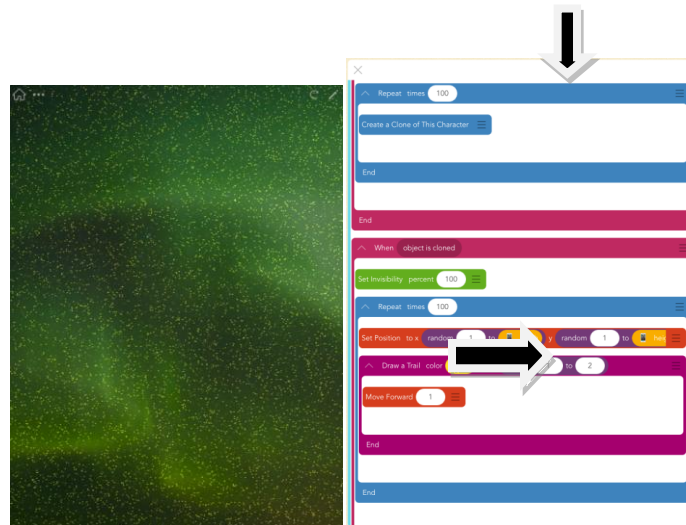 Repeat times 100
Create a Clone of This Character
End
End
When object is cloned
Set Invisibility percent 100
Repeat times 100
Set Position to x random 1 to y random 1 to
Draw a Trail color to 2
Move Forward 1
End
End